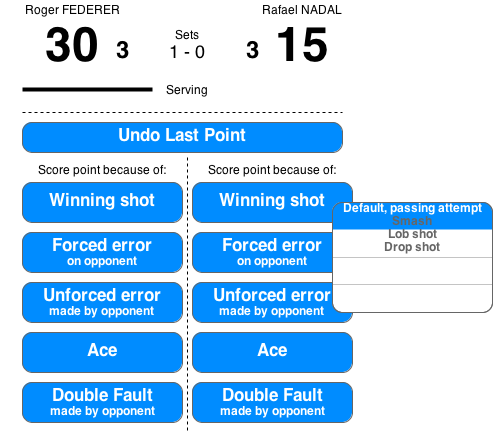 Roger FEDERER
Rafael NADAL
30 3
Sets
1 - 0
3 15
Serving
Undo Last Point
Score point because of:
Score point because of:
Winning shot
Winning shot
Forced error
on opponent
Forced error
on opponent
Unforced error
made by opponent
Unforced error
made by opponent
Ace
Ace
Double Fault
made by opponent
Double Fault
made by opponent
Default, passing attempt
Smash
Lob shot
Drop shot